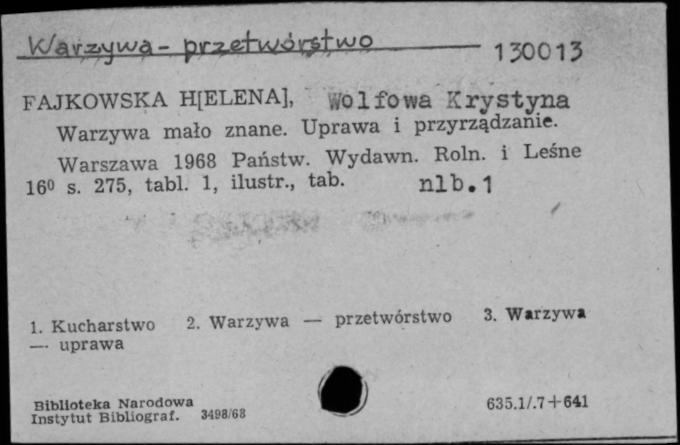 Warzywa - przetwórstwo
130013
FAJKOWSKA H[ELENA], Wolfowa Krystyna
Warzywa mało znane. Uprawa i przyrządzanie.
Warszawa 1968 Państw. Wydawn. Roln. i Leśne
16⁰ s. 275, tabl. 1, ilustr., tab. nlb.1
1. Kucharstwo 2. Warzywa — przetwórstwo 3. Warzywa
— uprawa
Biblioteka Narodowa
Instytut Bibliograf. 3498/68
635.1/.7+641